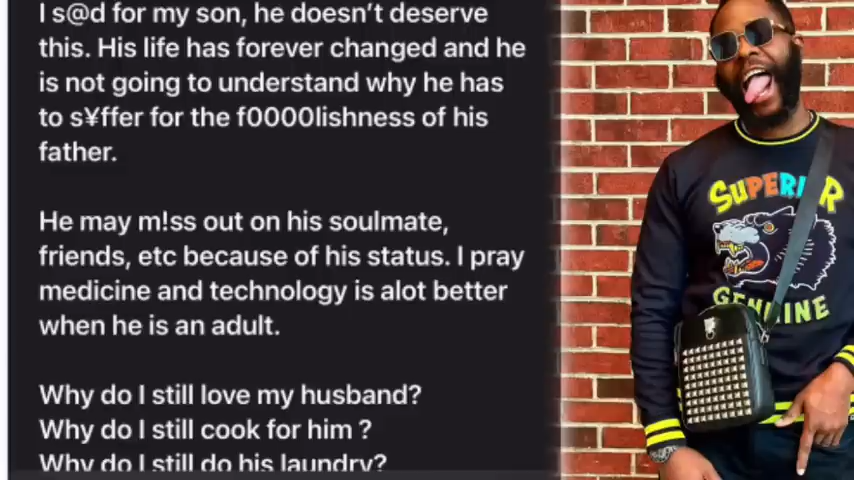 I s@d for my son, he doesn’t deserve
this. His life has forever changed and he
is not going to understand why he has
to s¥ffer for the f0000lishness of his
father.
He may m!ss out on his soulmate,
friends, etc because of his status. I pray
medicine and technology is alot better
when he is an adult.
Why do I still love my husband?
Why do I still cook for him ?
Why do I still do his laundry?
SUPERIOR
GENUINE